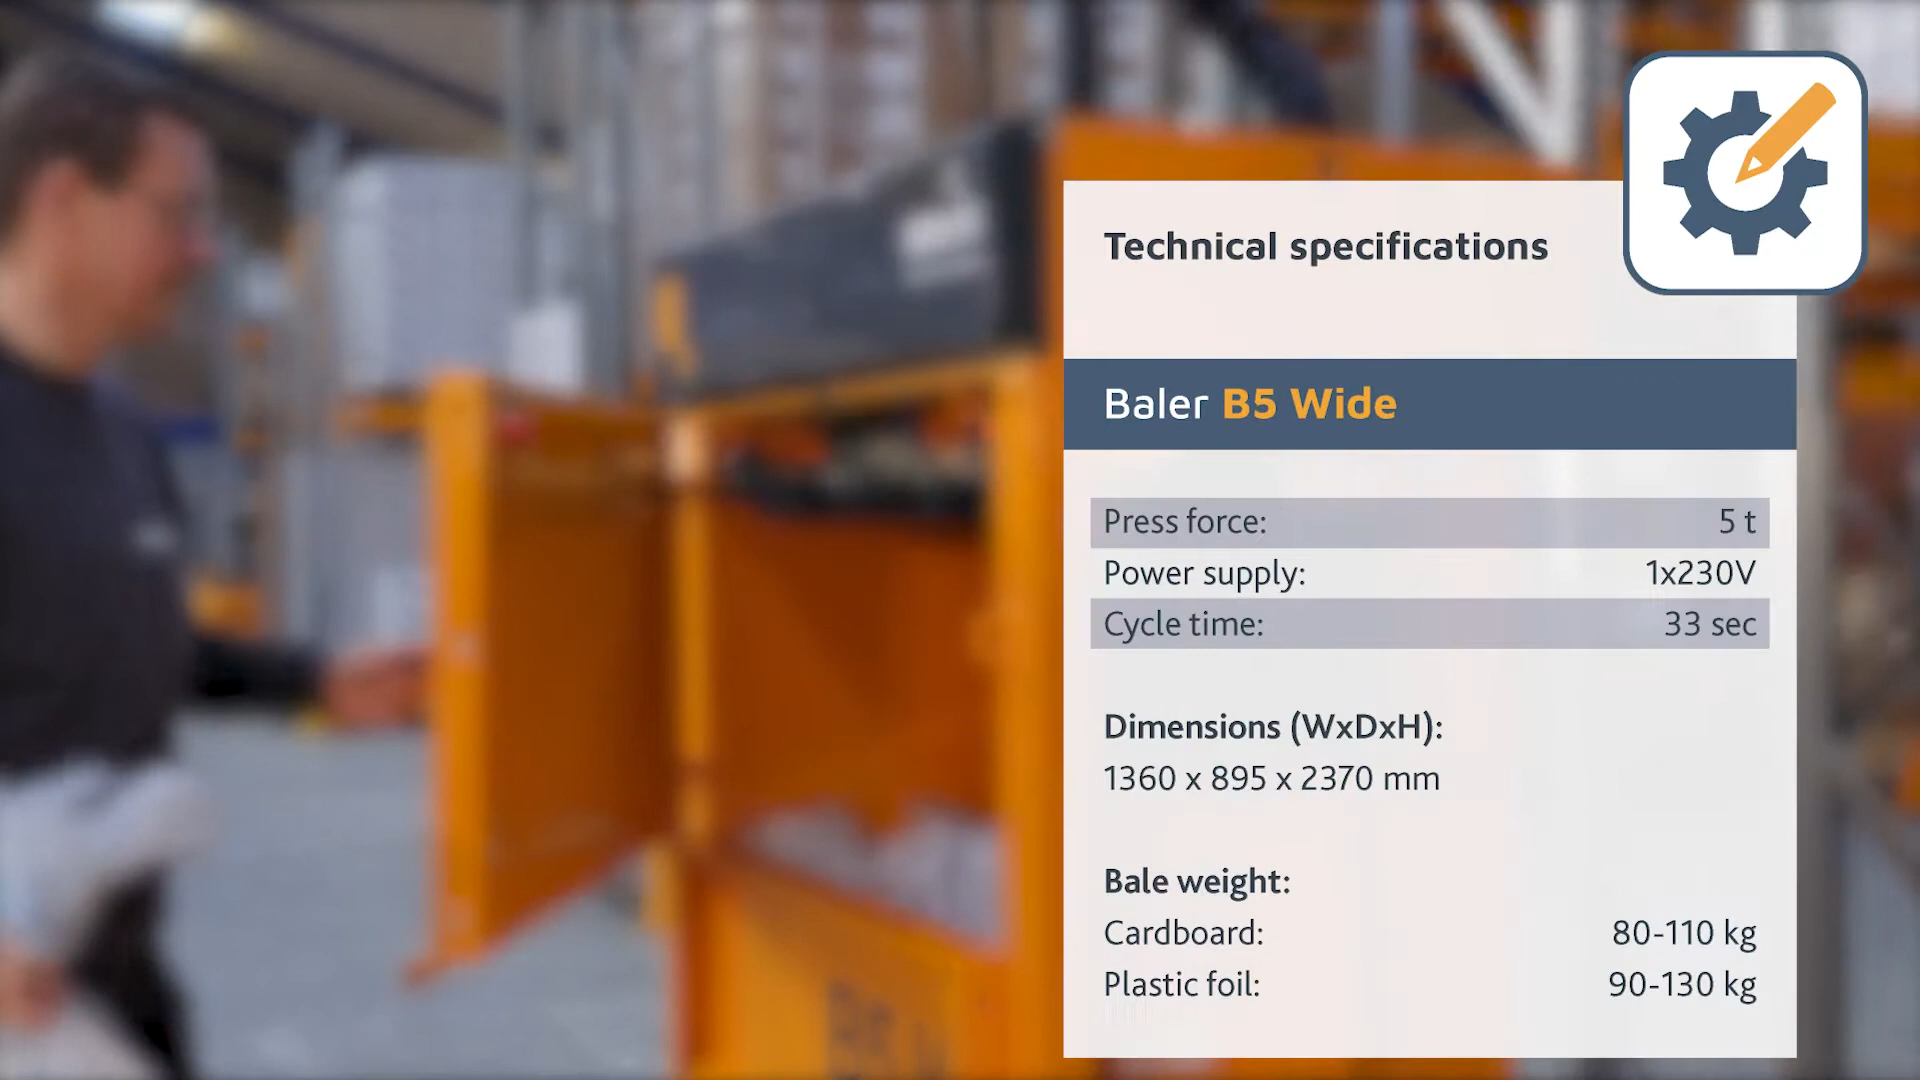 Technical specifications
Baler B5 Wide
Press force: 5 t
Power supply: 1x230V
Cycle time: 33 sec
Dimensions (WxDxH):
1360 x 895 x 2370 mm
Bale weight:
Cardboard: 80-110 kg
Plastic foil: 90-130 kg